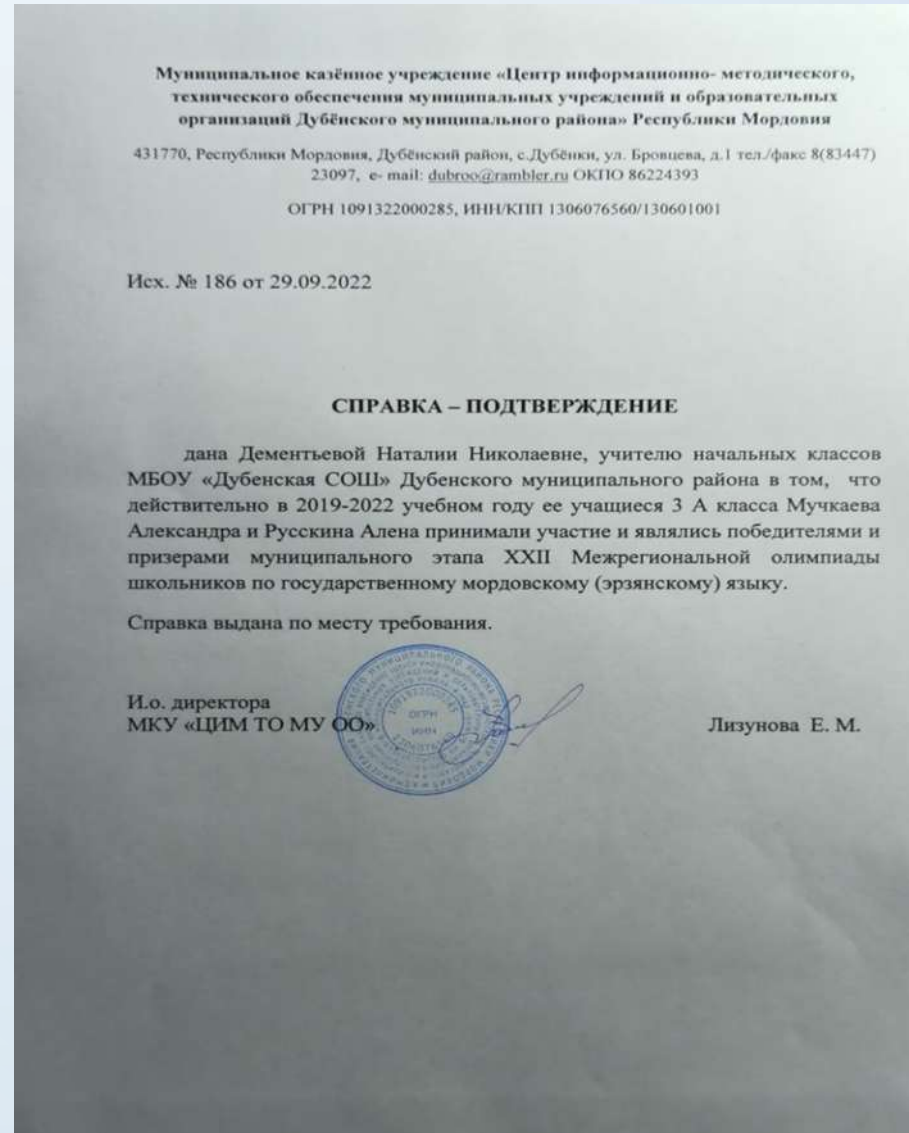 Муниципальное казённое учреждение «Центр информационно- методического,
технического обеспечения муниципальных учреждений и образовательных
организаций Дубёнского муниципального района» Республики Мордовия
431770, Республики Мордовия, Дубёнский район, с.Дубёнки, ул. Бровцева, д.1 тел./факс 8(83447)
23097, e- mail: dubroo@rambler.ru ОКПО 86224393
ОГРН 1091322000285, ИНН/КПП 1306076560/130601001
Исх. № 186 от 29.09.2022
СПРАВКА – ПОДТВЕРЖДЕНИЕ
дана Дементьевой Наталии Николаевне, учителю начальных классов
МБОУ «Дубенская СОШ» Дубенского муниципального района в том, что
действительно в 2019-2022 учебном году ее учащиеся 3 А класса Мучкаева
Александра и Русскина Алена принимали участие и являлись победителями и
призерами муниципального этапа XXII Межрегиональной олимпиады
школьников по государственному мордовскому (эрзянскому) языку.
Справка выдана по месту требования.
И.о. директора
МКУ «ЦИМ ТО МУ ОО»
Лизунова Е. М.
ОГРН
ИНН